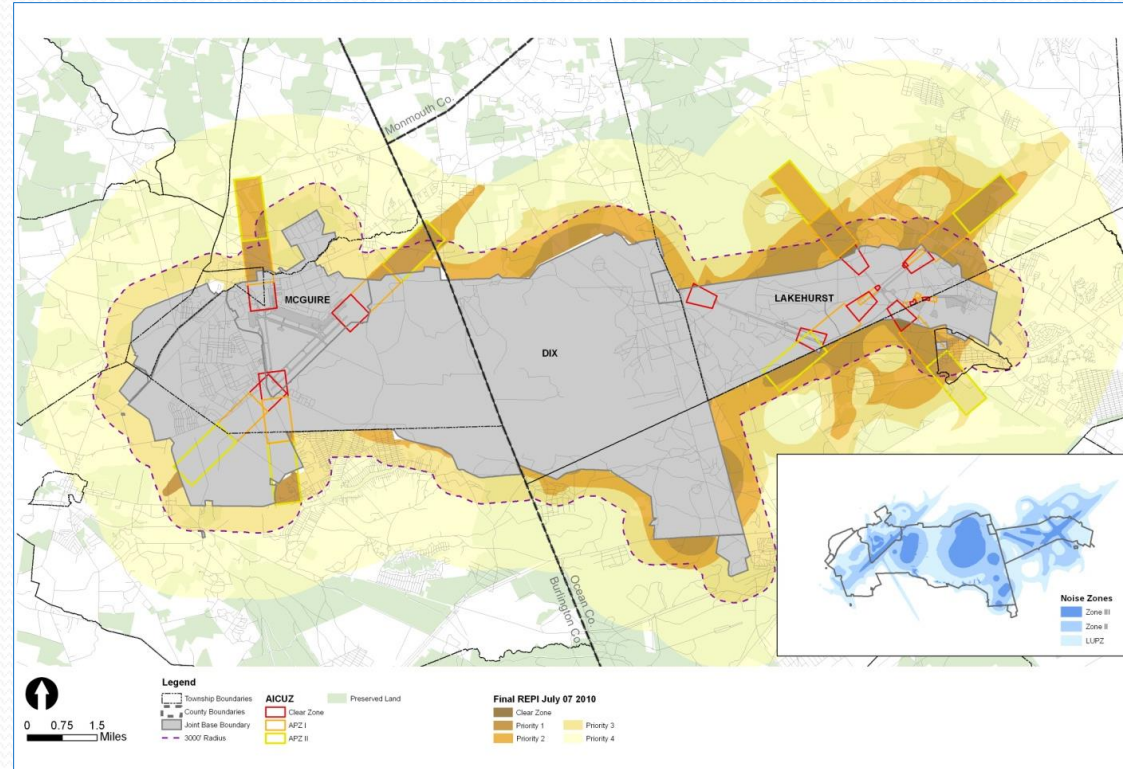 Monmouth Co.
MCGUIRE
LAKEHURST
DIX
Ocean Co.
Burlington Co.
Noise Zones
Zone III
Zone II
LUPZ
Legend
Township Boundaries
County Boundaries
Joint Base Boundary
3000' Radius
AICUZ
Clear Zone
APZ I
APZ II
Preserved Land
Final REPI July 07 2010
Clear Zone
Priority 1
Priority 2
Priority 3
Priority 4
0 0.75 1.5
Miles